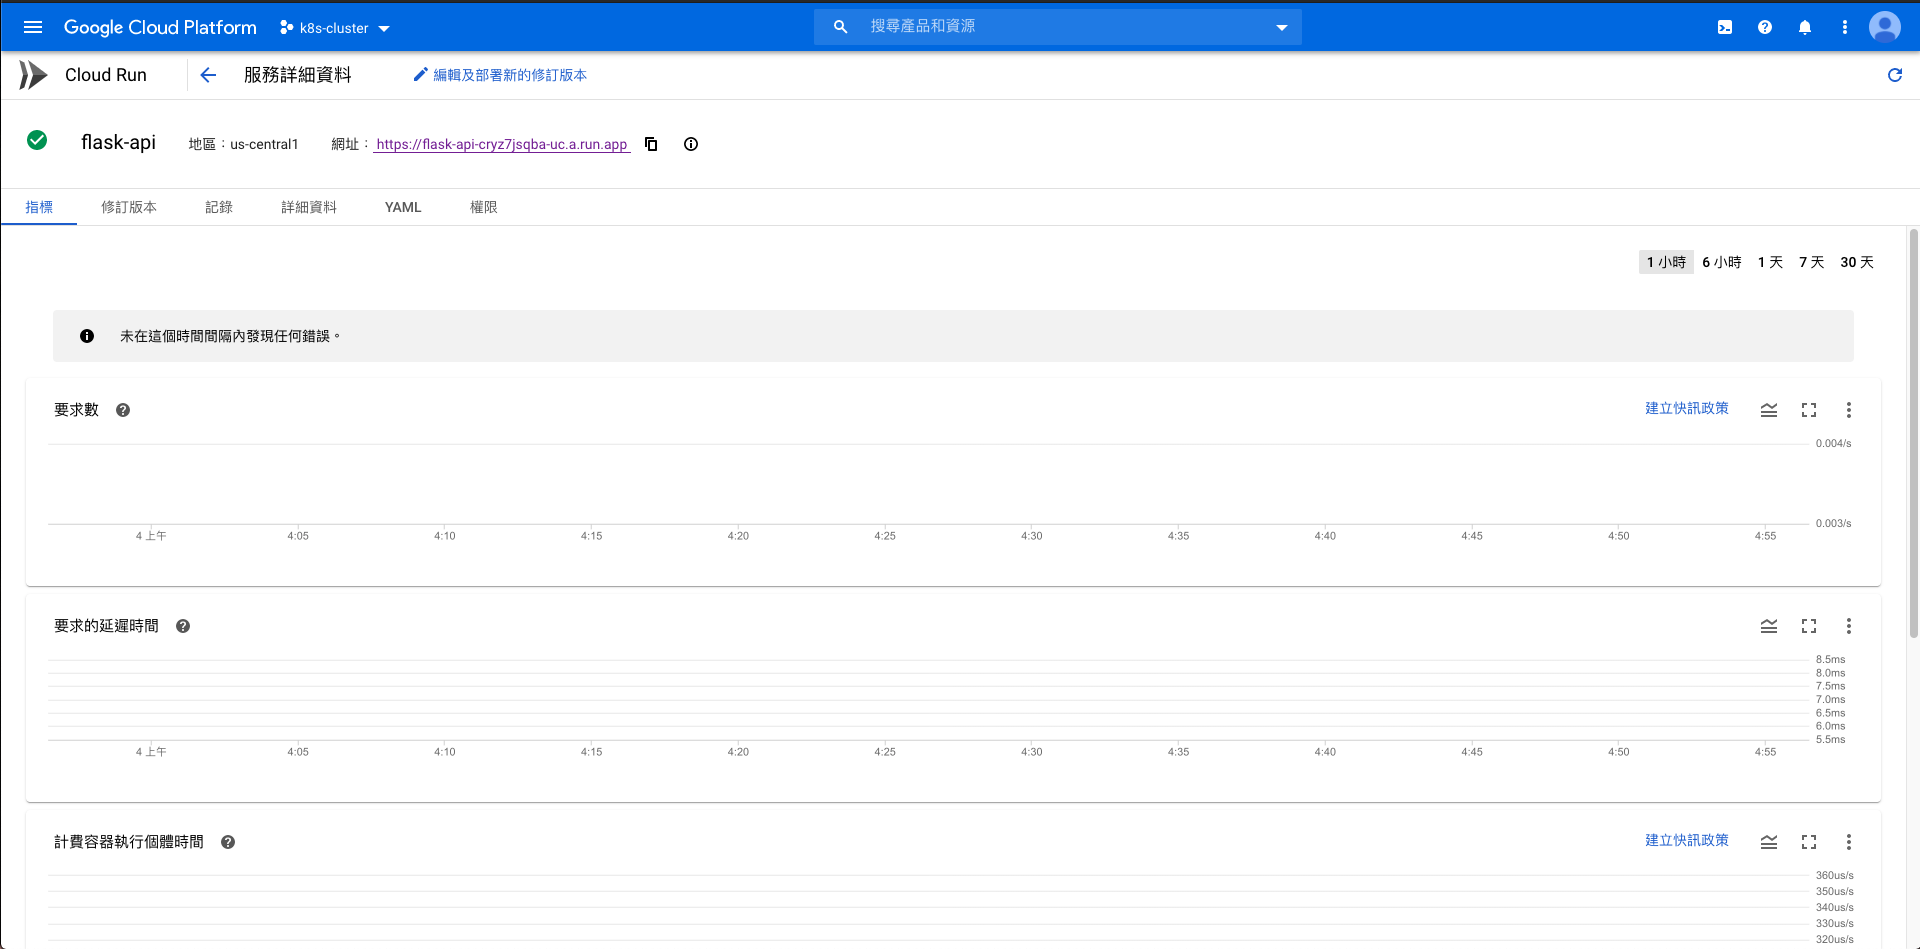 Google Cloud Platform k8s-cluster 搜尋產品和資源
Cloud Run 服務詳細資料 編輯及部署新的修訂版本
flask-api 地區：us-central1 網址： https://flask-api-cryz7jsqba-uc.a.run.app
指標 修訂版本 記錄 詳細資料 YAML 權限
1 小時 6 小時 1 天 7 天 30 天
未在這個時間間隔內發現任何錯誤。
要求數 建立快訊政策
0.004/s
0.003/s
4 上午 4:05 4:10 4:15 4:20 4:25 4:30 4:35 4:40 4:45 4:50 4:55
要求的延遲時間
8.5ms
8.0ms
7.5ms
7.0ms
6.5ms
6.0ms
5.5ms
4 上午 4:05 4:10 4:15 4:20 4:25 4:30 4:35 4:40 4:45 4:50 4:55
計費容器執行個體時間 建立快訊政策
360us/s
350us/s
340us/s
330us/s
320us/s